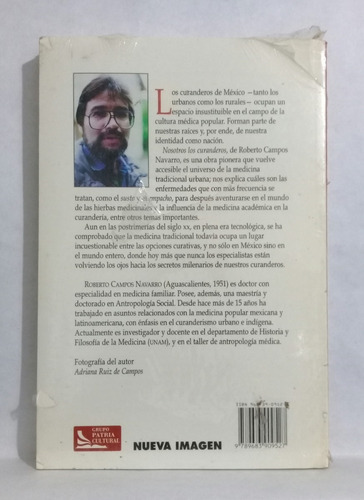 Los curanderos de México —tanto los
urbanos como los rurales— ocupan un
espacio insustituible en el campo de la
cultura médica popular. Forman parte de
nuestras raíces y, por ende, de nuestra
identidad como nación.
Nosotros los curanderos, de Roberto Campos
Navarro, es una obra pionera que vuelve
accesible el universo de la medicina
tradicional urbana; nos explica cuáles son las
enfermedades que con más frecuencia se
tratan, como el susto y el empacho, para después aventurarse en el mundo
de las hierbas medicinales y la influencia de la medicina académica en la
curandería, entre otros temas importantes.
Aun en las postrimerías del siglo XX, en plena era tecnológica, se ha
comprobado que la medicina tradicional todavía ocupa un lugar
incuestionable entre las opciones curativas, y no sólo en México sino en
el mundo entero, donde hoy más que nunca los especialistas están
volviendo los ojos hacia los secretos milenarios de nuestros curanderos.
ROBERTO CAMPOS NAVARRO (Aguascalientes, 1951) es doctor con
especialidad en medicina familiar. Posee, además, una maestría y
doctorado en Antropología Social. Desde hace más de 15 años ha
trabajado en asuntos relacionados con la medicina popular mexicana y
latinoamericana, con énfasis en el curanderismo urbano e indígena.
Actualmente es investigador y docente en el departamento de Historia y
Filosofía de la Medicina (UNAM), y en el taller de antropología médica.
Fotografía del autor
Adriana Ruiz de Campos
ISBN
GRUPO
PATRIA
CULTURAL
NUEVA IMAGEN